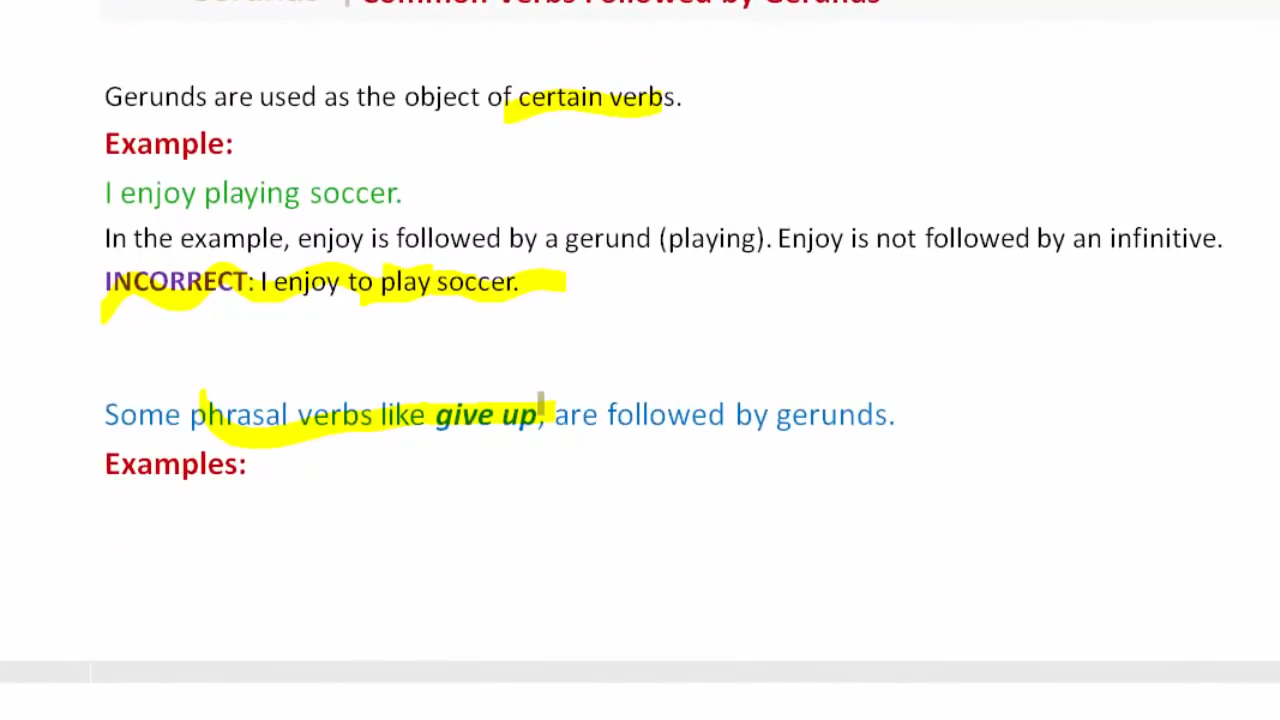 Gerunds | Common Verbs Followed by Gerunds
Gerunds are used as the object of certain verbs.
Example:
I enjoy playing soccer.
In the example, enjoy is followed by a gerund (playing). Enjoy is not followed by an infinitive.
INCORRECT: I enjoy to play soccer.
Some phrasal verbs like give up, are followed by gerunds.
Examples: